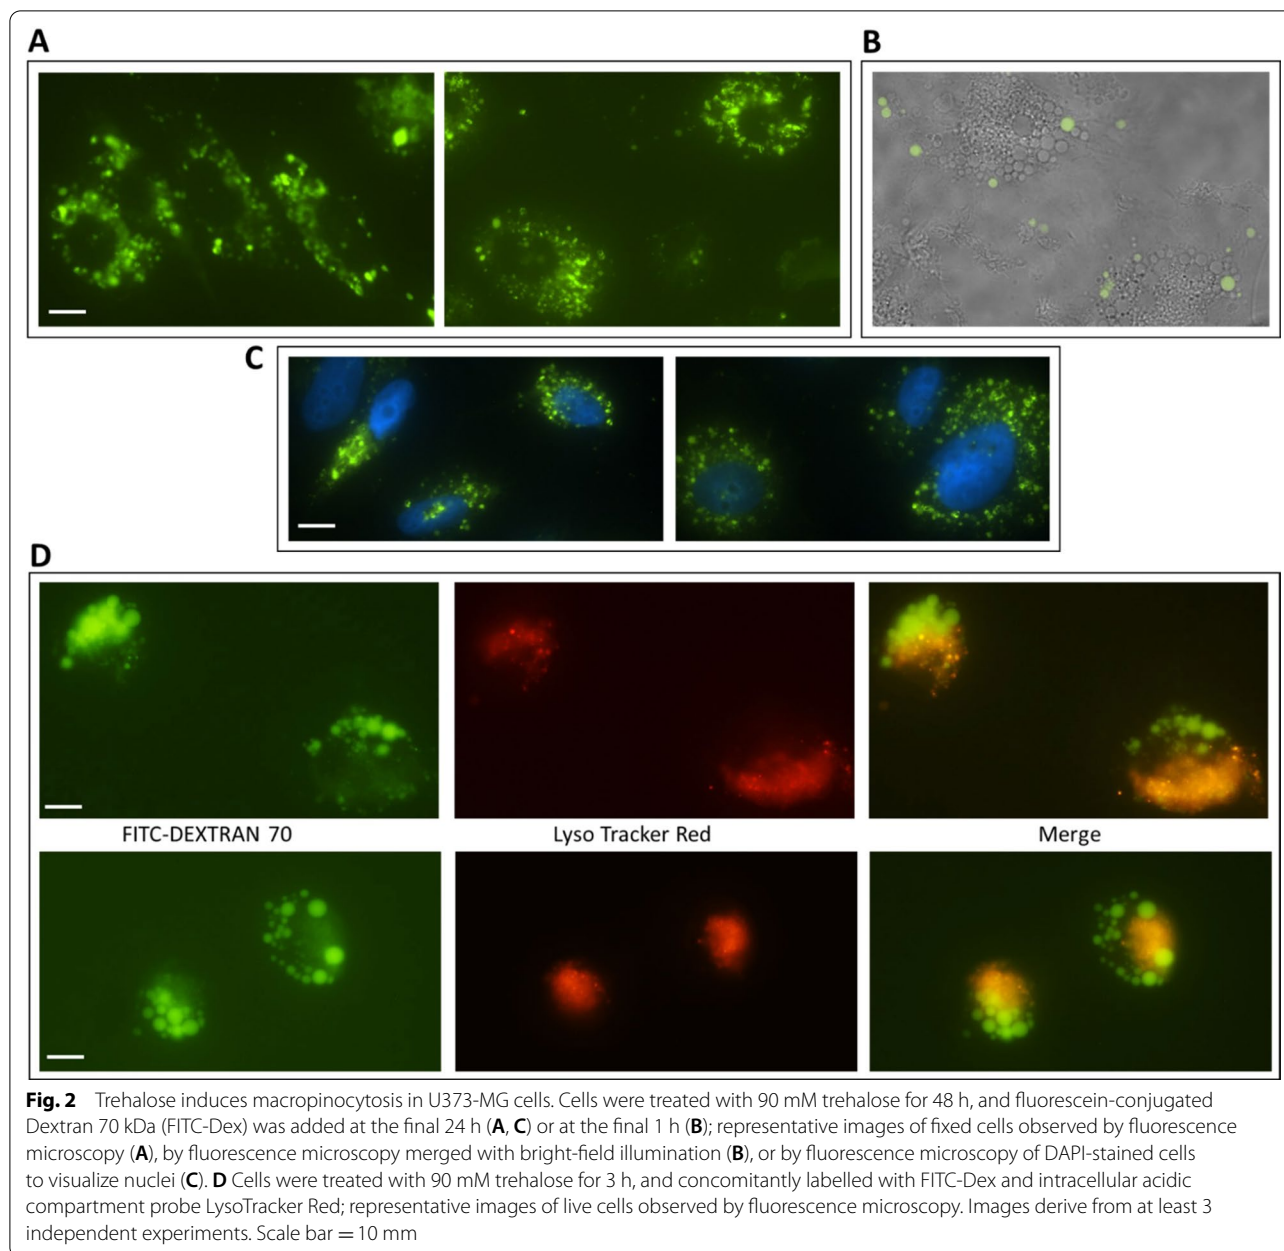 A
B
C
D
FITC-DEXTRAN 70
Lyso Tracker Red
Merge
Fig. 2 Trehalose induces macropinocytosis in U373-MG cells. Cells were treated with 90 mM trehalose for 48 h, and fluorescein-conjugated
Dextran 70 kDa (FITC-Dex) was added at the final 24 h (A, C) or at the final 1 h (B); representative images of fixed cells observed by fluorescence
microscopy (A), by fluorescence microscopy merged with bright-field illumination (B), or by fluorescence microscopy of DAPI-stained cells
to visualize nuclei (C). D Cells were treated with 90 mM trehalose for 3 h, and concomitantly labelled with FITC-Dex and intracellular acidic
compartment probe LysoTracker Red; representative images of live cells observed by fluorescence microscopy. Images derive from at least 3
independent experiments. Scale bar = 10 mm